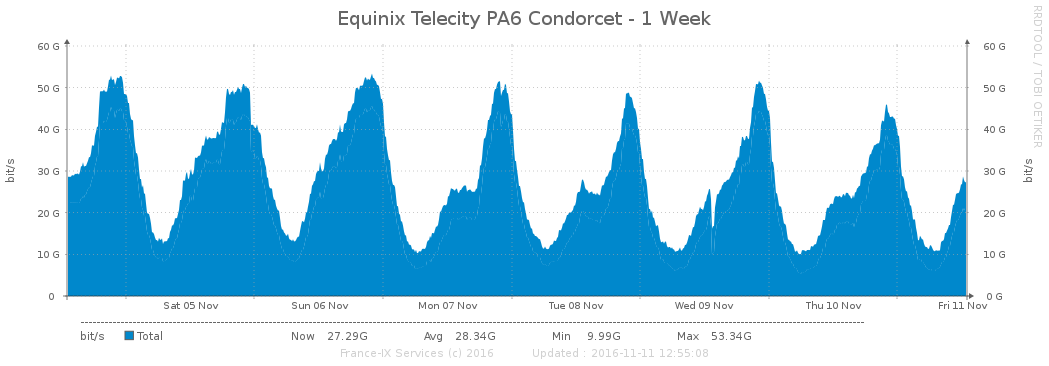 Equinix Telecity PA6 Condorcet - 1 Week
RRDTOOL / TOBI OETIKER
bit/s
60 G
50 G
40 G
30 G
20 G
10 G
0
60 G
50 G
40 G
30 G
20 G
10 G
0 G
bit/s
Sat 05 Nov Sun 06 Nov Mon 07 Nov Tue 08 Nov Wed 09 Nov Thu 10 Nov Fri 11 Nov
bit/s Total Now 27.29G Avg 28.34G Min 9.99G Max 53.34G
France-IX Services (c) 2016 Updated : 2016-11-11 12:55:08